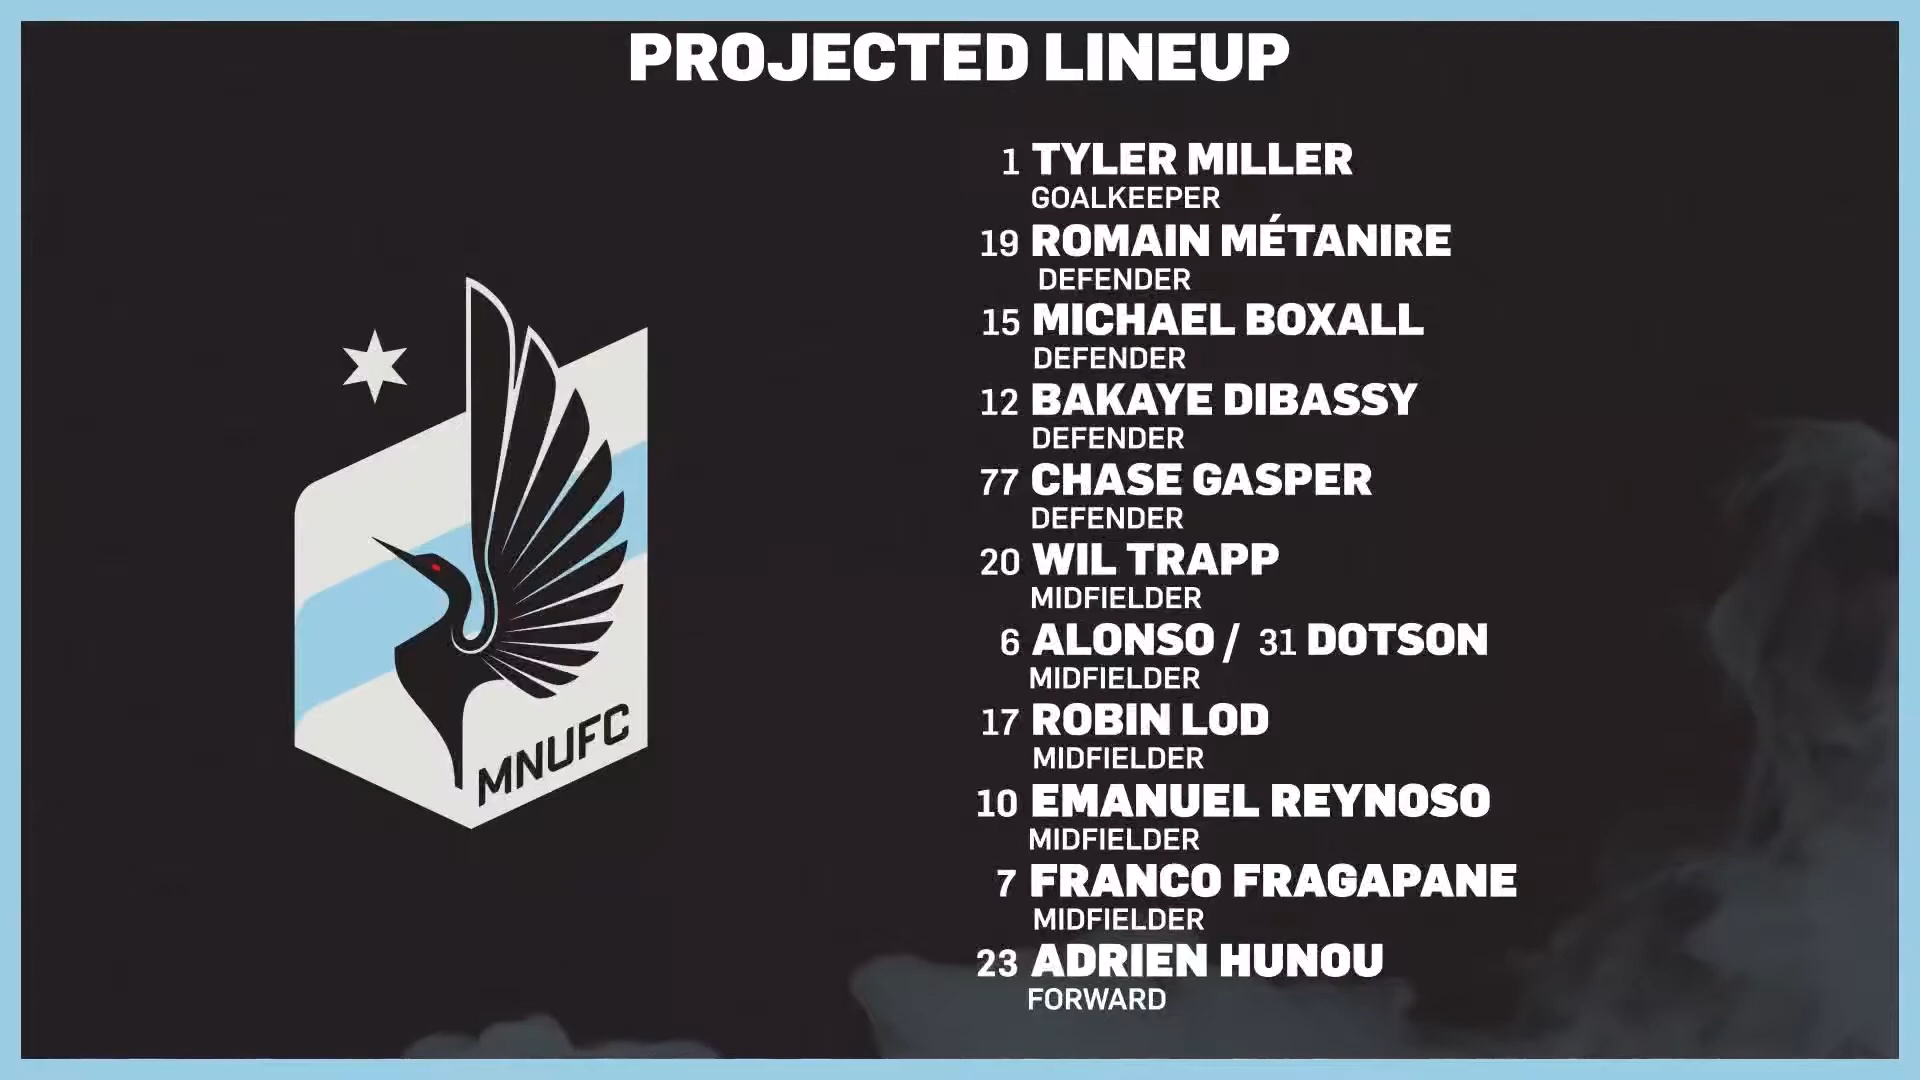 PROJECTED LINEUP
1 TYLER MILLER
GOALKEEPER
19 ROMAIN MÉTANIRE
DEFENDER
15 MICHAEL BOXALL
DEFENDER
12 BAKAYE DIBASSY
DEFENDER
77 CHASE GASPER
DEFENDER
20 WIL TRAPP
MIDFIELDER
6 ALONSO / 31 DOTSON
MIDFIELDER
17 ROBIN LOD
MIDFIELDER
10 EMANUEL REYNOSO
MIDFIELDER
7 FRANCO FRAGAPANE
MIDFIELDER
23 ADRIEN HUNOU
FORWARD
MNUFC